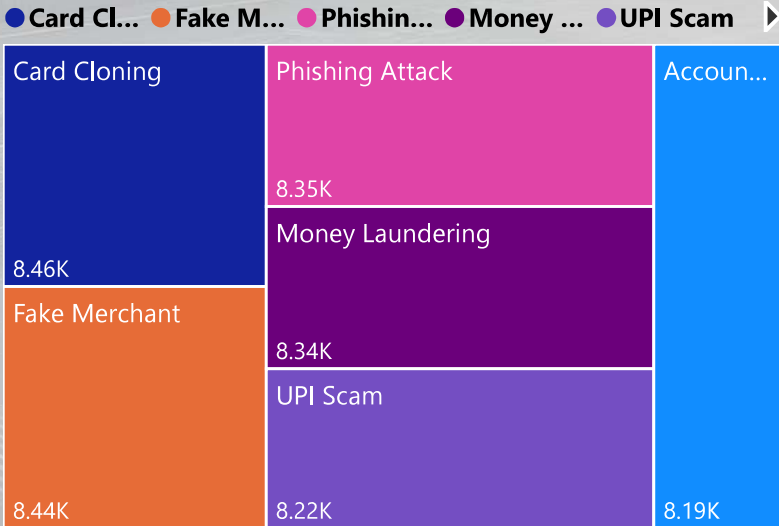 Card Cl... Fake M... Phishin... Money ... UPI Scam
Card Cloning
8.46K
Fake Merchant
8.44K
Phishing Attack
8.35K
Money Laundering
8.34K
UPI Scam
8.22K
Accoun...
8.19K